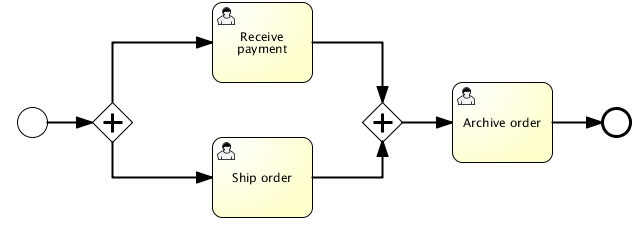 Receive
payment
Ship order
Archive order